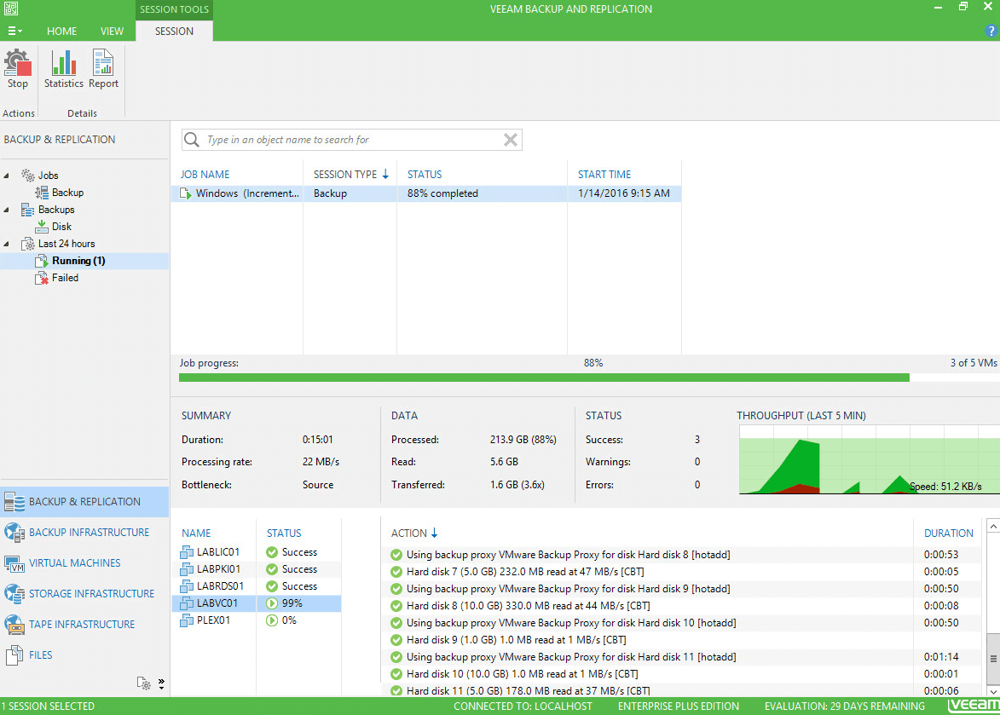 SESSION TOOLS
VEEAM BACKUP AND REPLICATION
HOME VIEW SESSION
?
Stop Statistics Report
Actions Details
BACKUP & REPLICATION
Jobs
Backup
Backups
Disk
Last 24 hours
Running (1)
Failed
BACKUP & REPLICATION
BACKUP INFRASTRUCTURE
VM VIRTUAL MACHINES
STORAGE INFRASTRUCTURE
TAPE INFRASTRUCTURE
FILES
Type in an object name to search for
JOB NAME SESSION TYPE STATUS START TIME
Windows (Increment... Backup 88% completed 1/14/2016 9:15 AM
Job progress: 88% 3 of 5 VMs
SUMMARY
Duration: 0:15:01
Processing rate: 22 MB/s
Bottleneck: Source
DATA
Processed: 213.9 GB (88%)
Read: 5.6 GB
Transferred: 1.6 GB (3.6x)
STATUS
Success: 3
Warnings: 0
Errors: 0
THROUGHPUT (LAST 5 MIN)
Speed: 51.2 KB/s
NAME STATUS
LABLIC01 Success
LABPKI01 Success
LABRDS01 Success
LABVC01 99%
PLEX01 0%
ACTION DURATION
Using backup proxy VMware Backup Proxy for disk Hard disk 8 [hotadd] 0:00:53
Hard disk 7 (5.0 GB) 232.0 MB read at 47 MB/s [CBT] 0:00:05
Using backup proxy VMware Backup Proxy for disk Hard disk 9 [hotadd] 0:00:50
Hard disk 8 (10.0 GB) 330.0 MB read at 44 MB/s [CBT] 0:00:08
Using backup proxy VMware Backup Proxy for disk Hard disk 10 [hotadd] 0:00:50
Hard disk 9 (1.0 GB) 1.0 MB read at 1 MB/s [CBT]
Using backup proxy VMware Backup Proxy for disk Hard disk 11 [hotadd] 0:01:14
Hard disk 10 (10.0 GB) 1.0 MB read at 1 MB/s [CBT] 0:00:01
Hard disk 11 (5.0 GB) 178.0 MB read at 37 MB/s [CBT] 0:00:06
1 SESSION SELECTED CONNECTED TO: LOCALHOST ENTERPRISE PLUS EDITION EVALUATION: 29 DAYS REMAINING veeam